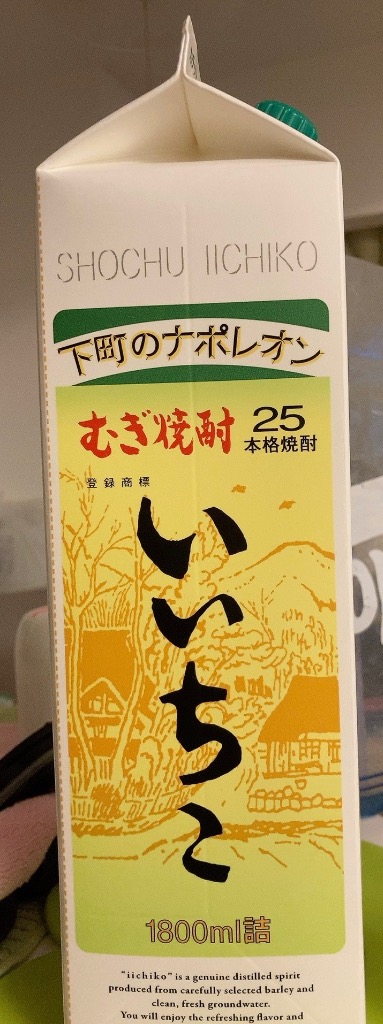 SHOCHU IICHIKO
下町のナポレオン
むぎ焼酎 25
本格焼酎
登録商標
いいちこ
1800ml詰
"iichiko" is a genuine distilled spirit
produced from carefully selected barley and
clean, fresh groundwater.
You will enjoy the refreshing flavor and